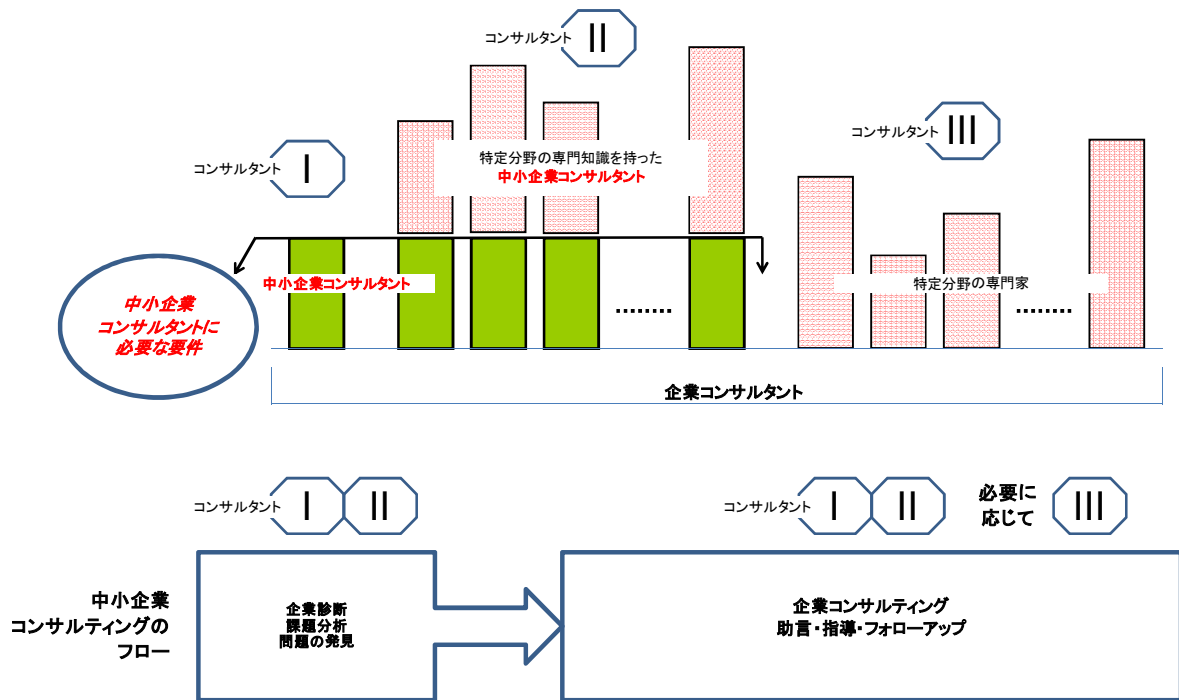 コンサルタント II
コンサルタント III
コンサルタント I
特定分野の専門知識を持った
中小企業コンサルタント
中小企業コンサルタント
特定分野の専門家
中小企業
コンサルタントに
必要な要件
........
........
企業コンサルタント
コンサルタント I II
コンサルタント I II
必要に
応じて
III
中小企業
コンサルティングの
フロー
企業診断
課題分析
問題の発見
企業コンサルティング
助言・指導・フォローアップ